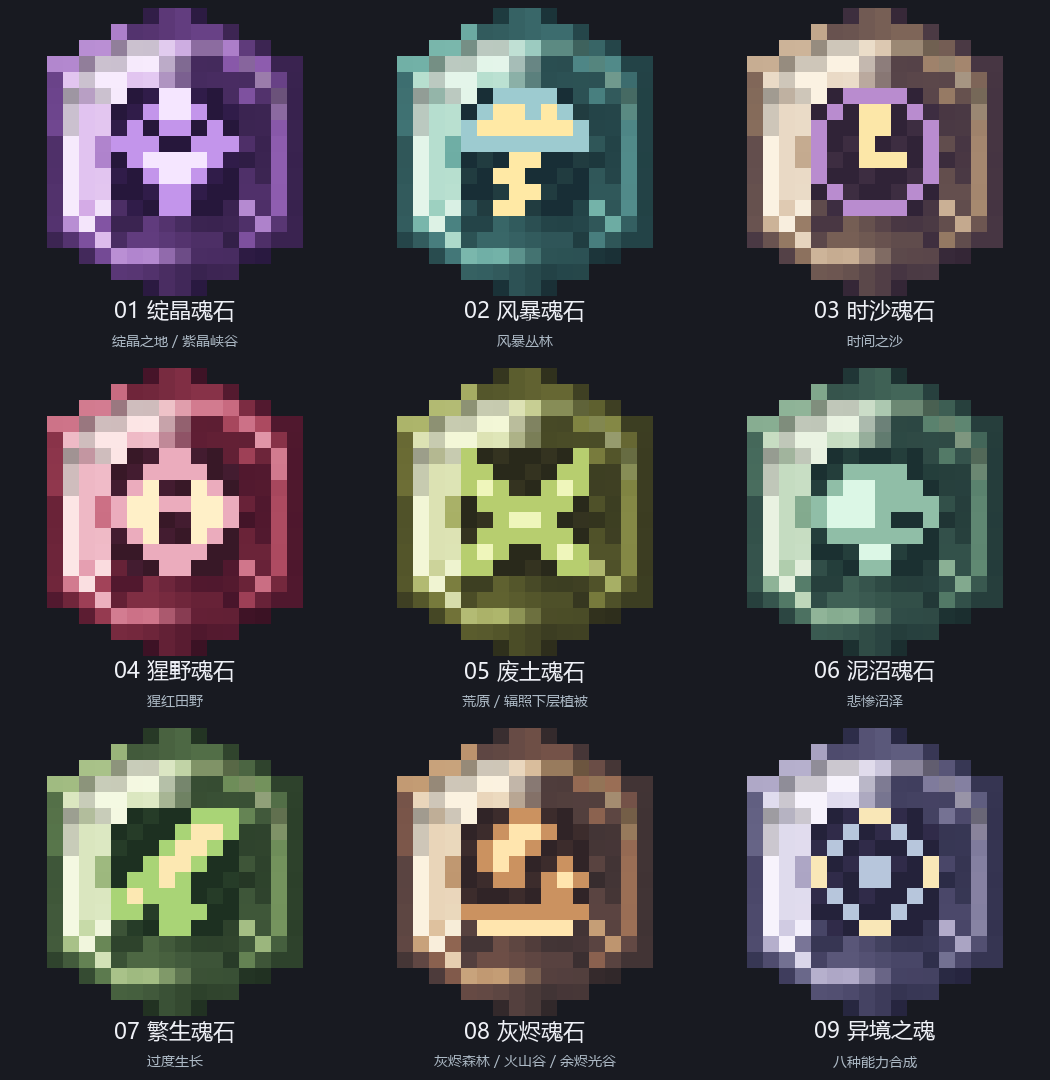 01 绽晶魂石
绽晶之地 / 紫晶峡谷
02 风暴魂石
风暴丛林
03 时沙魂石
时间之沙
04 猩野魂石
猩红田野
05 废土魂石
荒原 / 辐照下层植被
06 泥沼魂石
悲惨沼泽
07 繁生魂石
过度生长
08 灰烬魂石
灰烬森林 / 火山谷 / 余烬光谷
09 异境之魂
八种能力合成